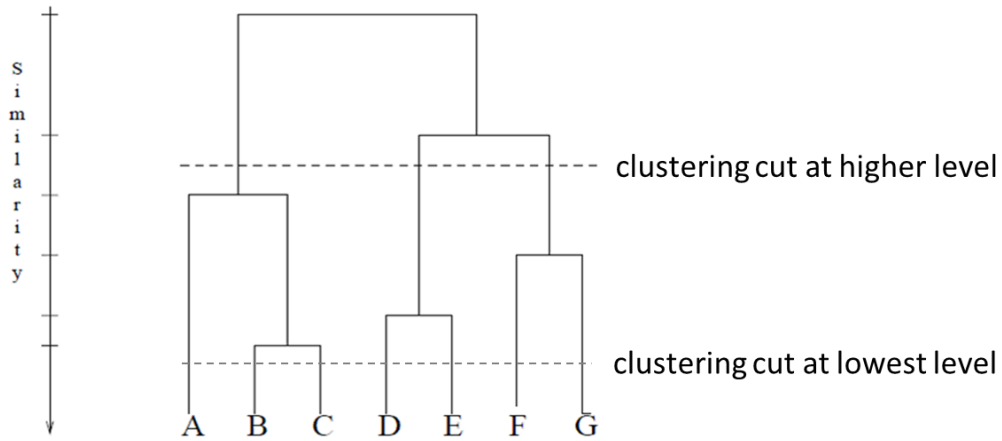 Similarity
clustering cut at higher level
clustering cut at lowest level
A B C D E F G